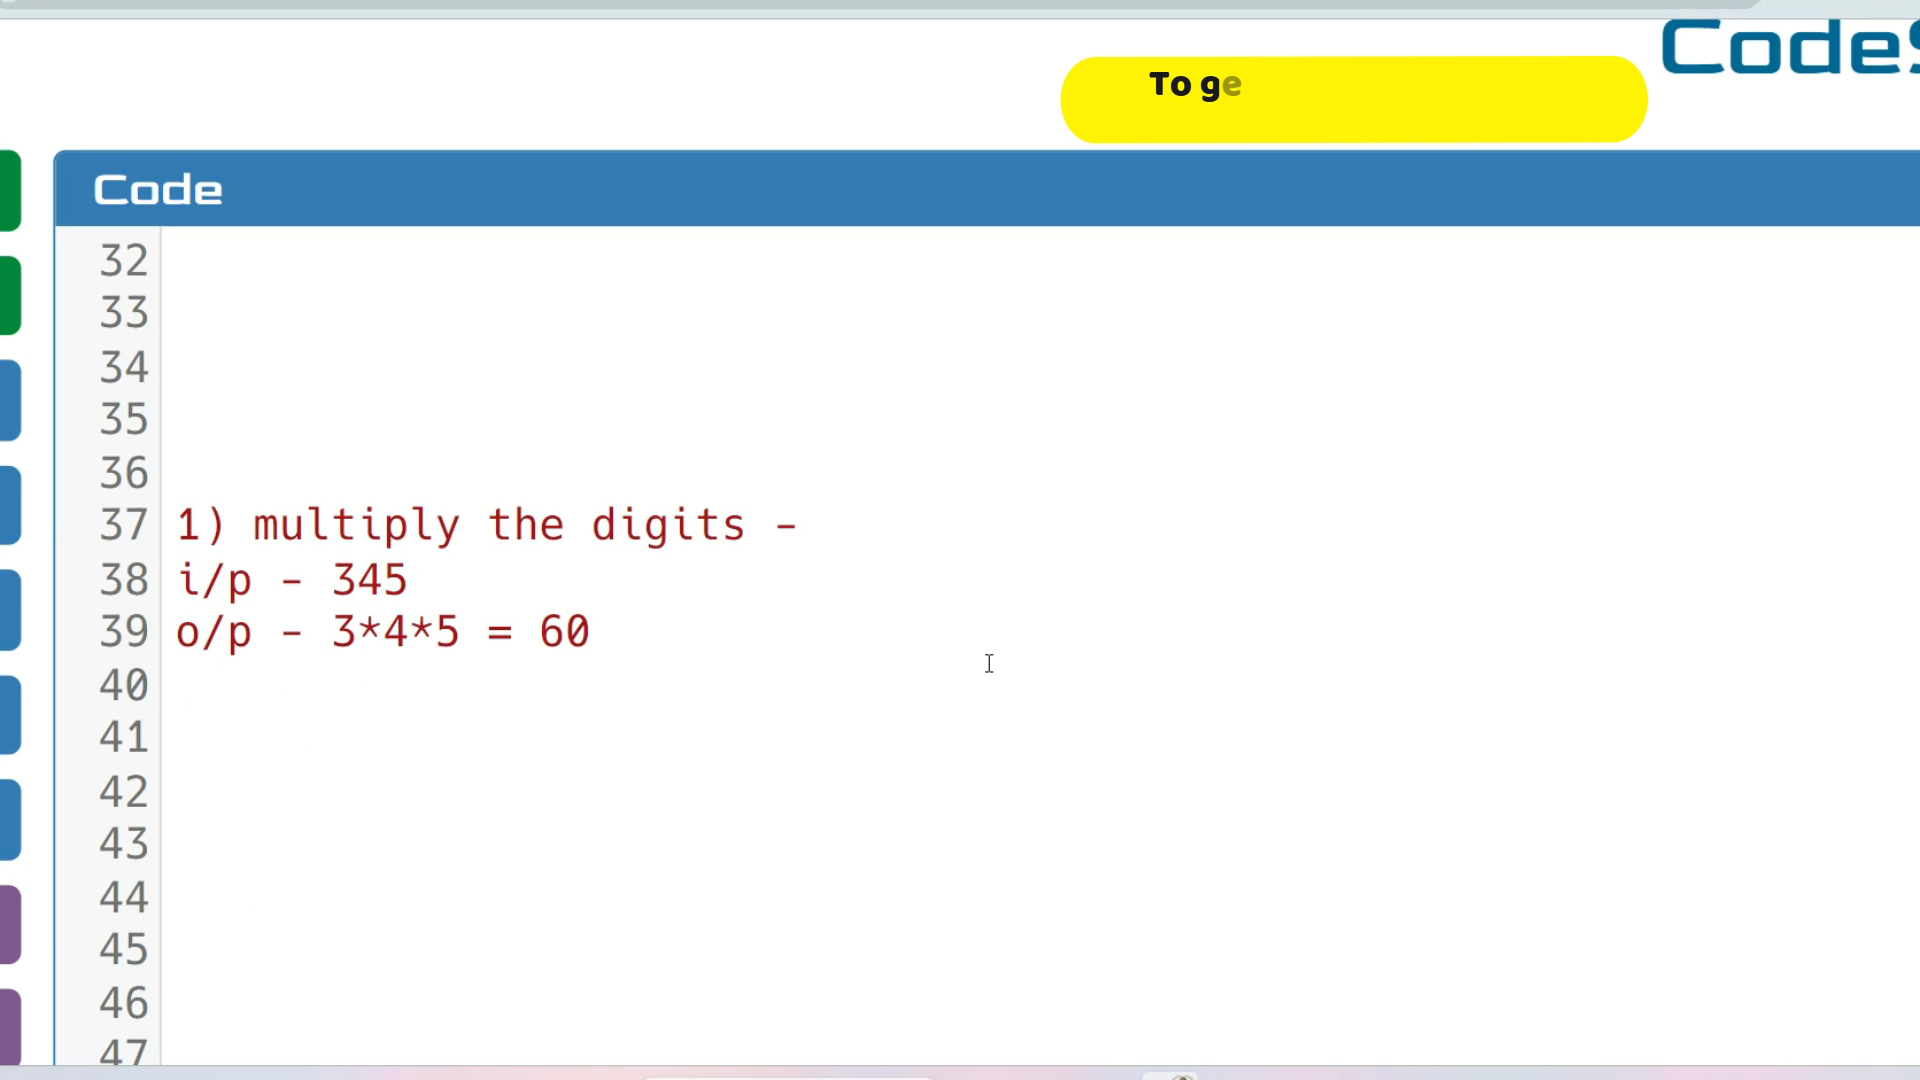 CodeS
To ge
Code
32
33
34
35
36
37 1) multiply the digits -
38 i/p - 345
39 o/p - 3*4*5 = 60
40
41
42
43
44
45
46
47